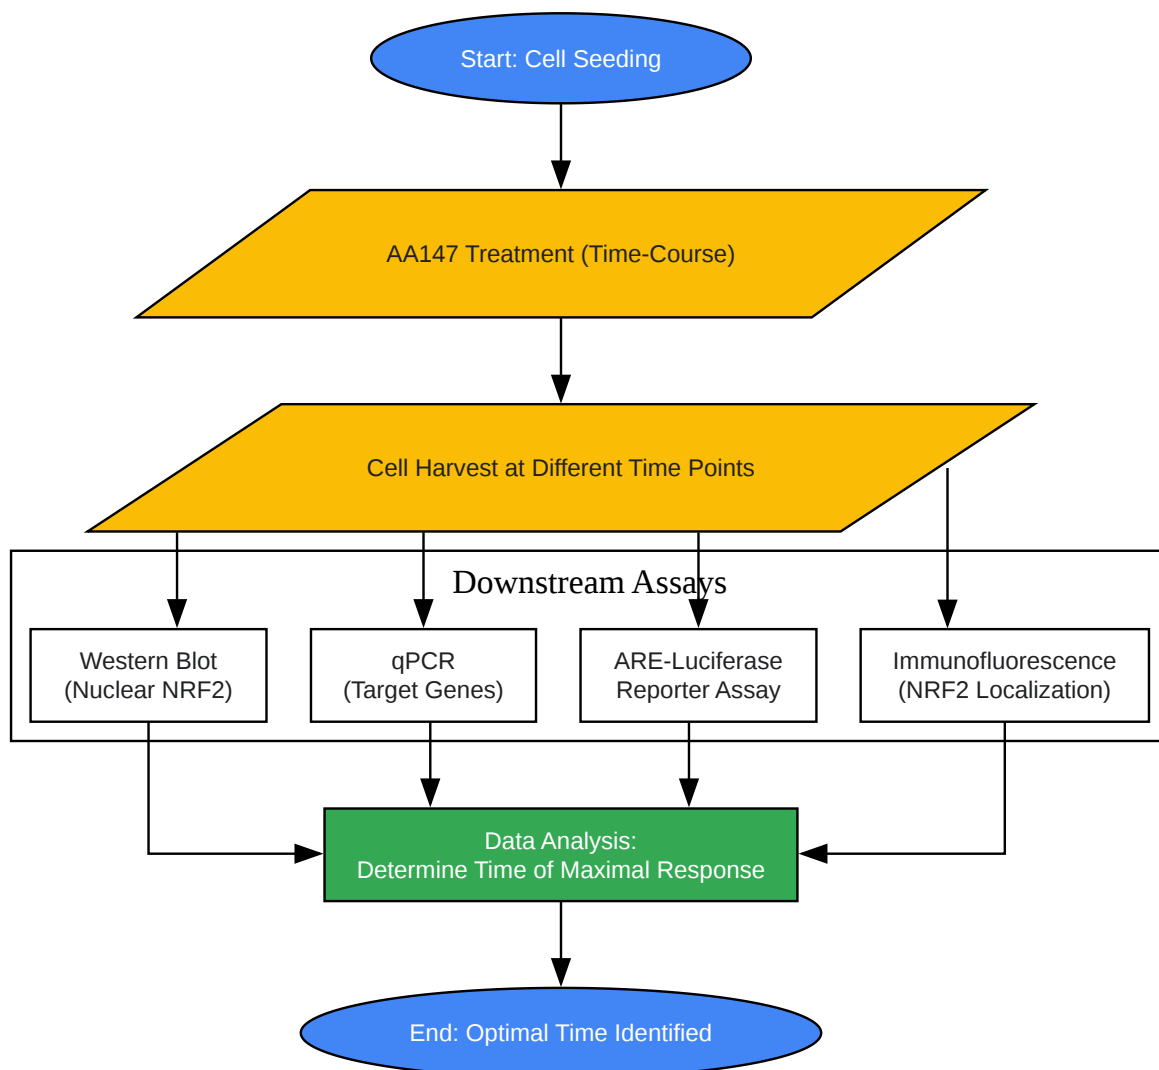 Start: Cell Seeding
AA147 Treatment (Time-Course)
Cell Harvest at Different Time Points
Downstream Assays
Western Blot
(Nuclear NRF2)
qPCR
(Target Genes)
ARE-Luciferase
Reporter Assay
Immunofluorescence
(NRF2 Localization)
Data Analysis:
Determine Time of Maximal Response
End: Optimal Time Identified